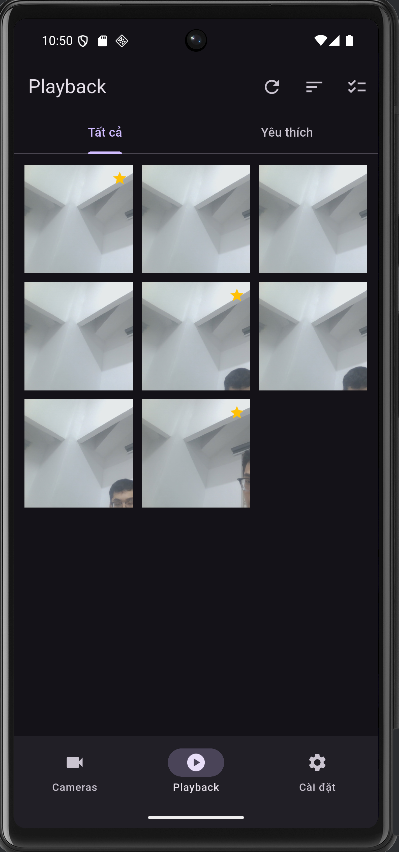 10:50
Playback
Tất cả
Yêu thích
Cameras
Playback
Cài đặt